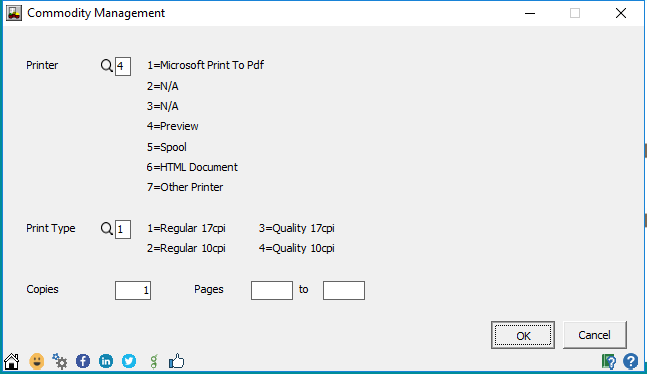 Commodity Management
Printer 4 1=Microsoft Print To Pdf
2=N/A
3=N/A
4=Preview
5=Spool
6=HTML Document
7=Other Printer
Print Type 1 1=Regular 17cpi 3=Quality 17cpi
2=Regular 10cpi 4=Quality 10cpi
Copies 1 Pages to
OK Cancel